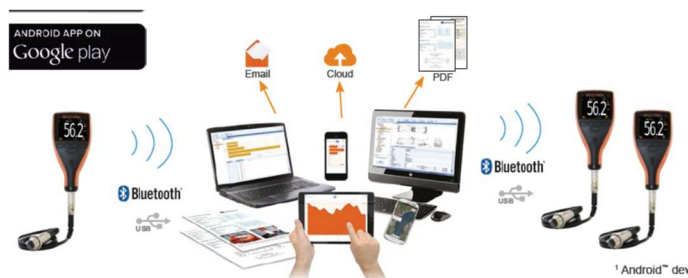 ANDROID APP ON
Google play
Email
Cloud
PDF
56.2
56.2
56.2
Bluetooth
USB
Bluetooth
USB
¹ Android™ dev